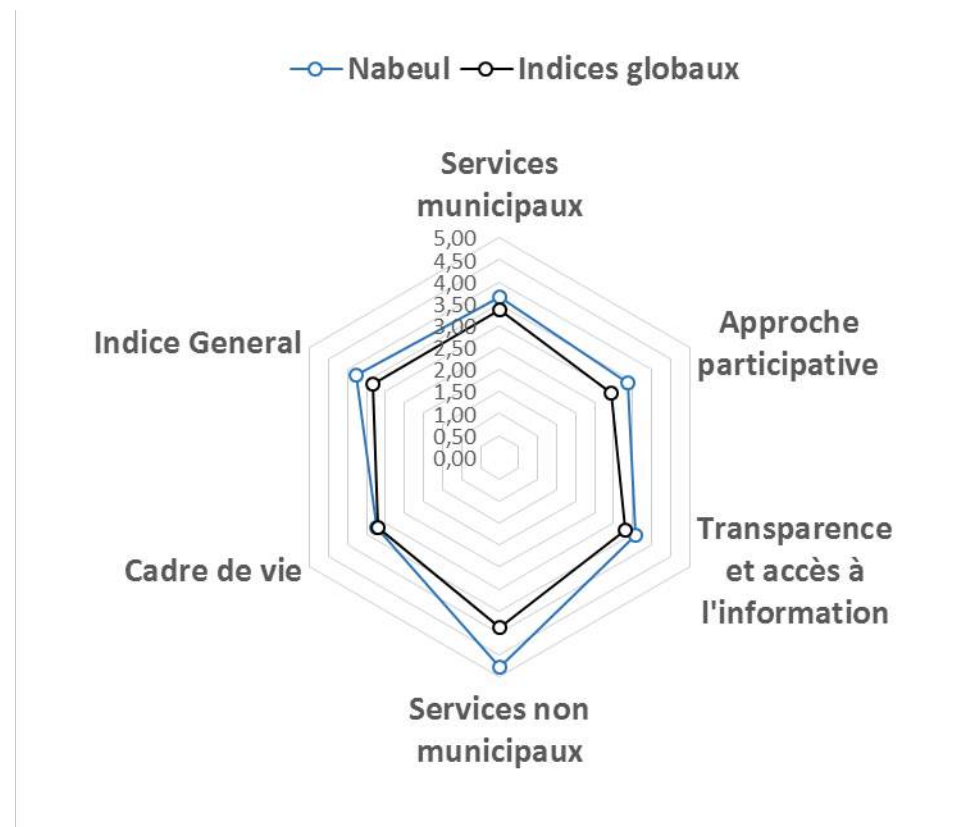 Nabeul Indices globaux
Services
municipaux
5,00
4,50
4,00
3,50
3,00
2,50
2,00
1,50
1,00
0,50
0,00
Approche
participative
Transparence
et accès à
l'information
Services non
municipaux
Cadre de vie
Indice General